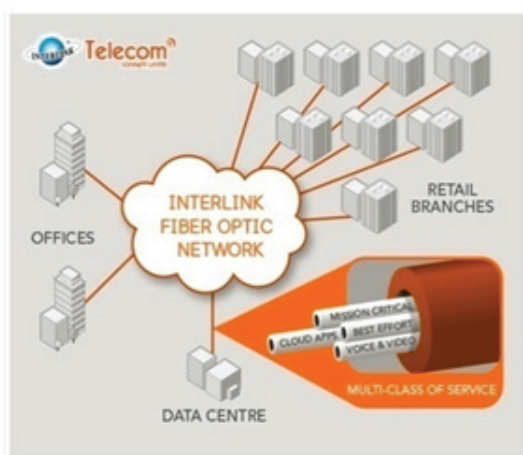 INTERLINK
Telecom
INTERLINK
FIBER OPTIC
NETWORK
RETAIL
BRANCHES
OFFICES
MISSION CRITICAL
CLOUD APPS
BEST EFFORT
VOICE & VIDEO
MULTI-CLASS OF SERVICE
DATA CENTRE